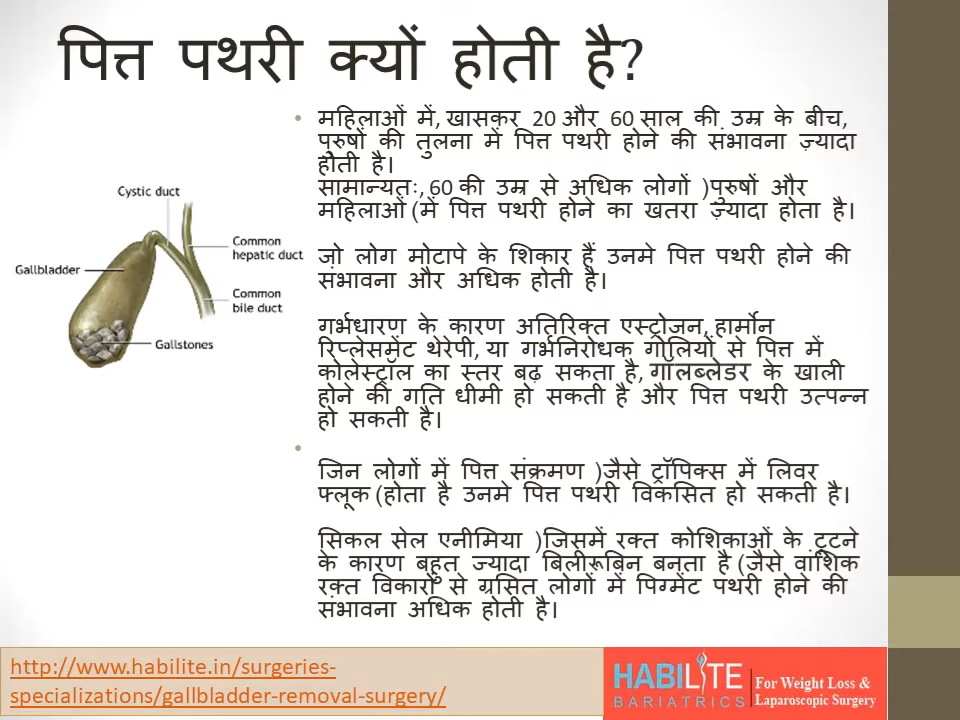 पित्त पथरी क्यों होती है?
• महिलाओं में, खासकर 20 और 60 साल की उम्र के बीच,
पुरुषों की तुलना में पित्त पथरी होने की संभावना ज़्यादा
होती है।
सामान्यतः, 60 की उम्र से अधिक लोगों )पुरुषों और
महिलाओं (में पित्त पथरी होने का खतरा ज़्यादा होता है।
जो लोग मोटापे के शिकार हैं उनमे पित्त पथरी होने की
संभावना और अधिक होती है।
गर्भधारण के कारण अतिरिक्त एस्ट्रोजन, हार्मोन
रिप्लेसमेंट थेरेपी, या गर्भनिरोधक गोलियों से पित्त में
कोलेस्ट्रॉल का स्तर बढ़ सकता है, गॉलब्लेडर के खाली
होने की गति धीमी हो सकती है और पित्त पथरी उत्पन्न
हो सकती है।
•
जिन लोगों में पित्त संक्रमण )जैसे ट्रॉपिक्स में लिवर
फ्लूक (होता है उनमे पित्त पथरी विकसित हो सकती है।
सिकल सेल एनीमिया )जिसमें रक्त कोशिकाओं के टूटने
के कारण बहुत ज्यादा बिलीरूबिन बनता है (जैसे वांशिक
रक्त विकारों से ग्रसित लोगों में पिग्मेंट पथरी होने की
संभावना अधिक होती है।
Cystic duct
Common
hepatic duct
Gallbladder
Common
bile duct
Gallstones
http://www.habilite.in/surgeries-
specializations/gallbladder-removal-surgery/
HABILITE
BARIATRICS
For Weight Loss &
Laparoscopic Surgery